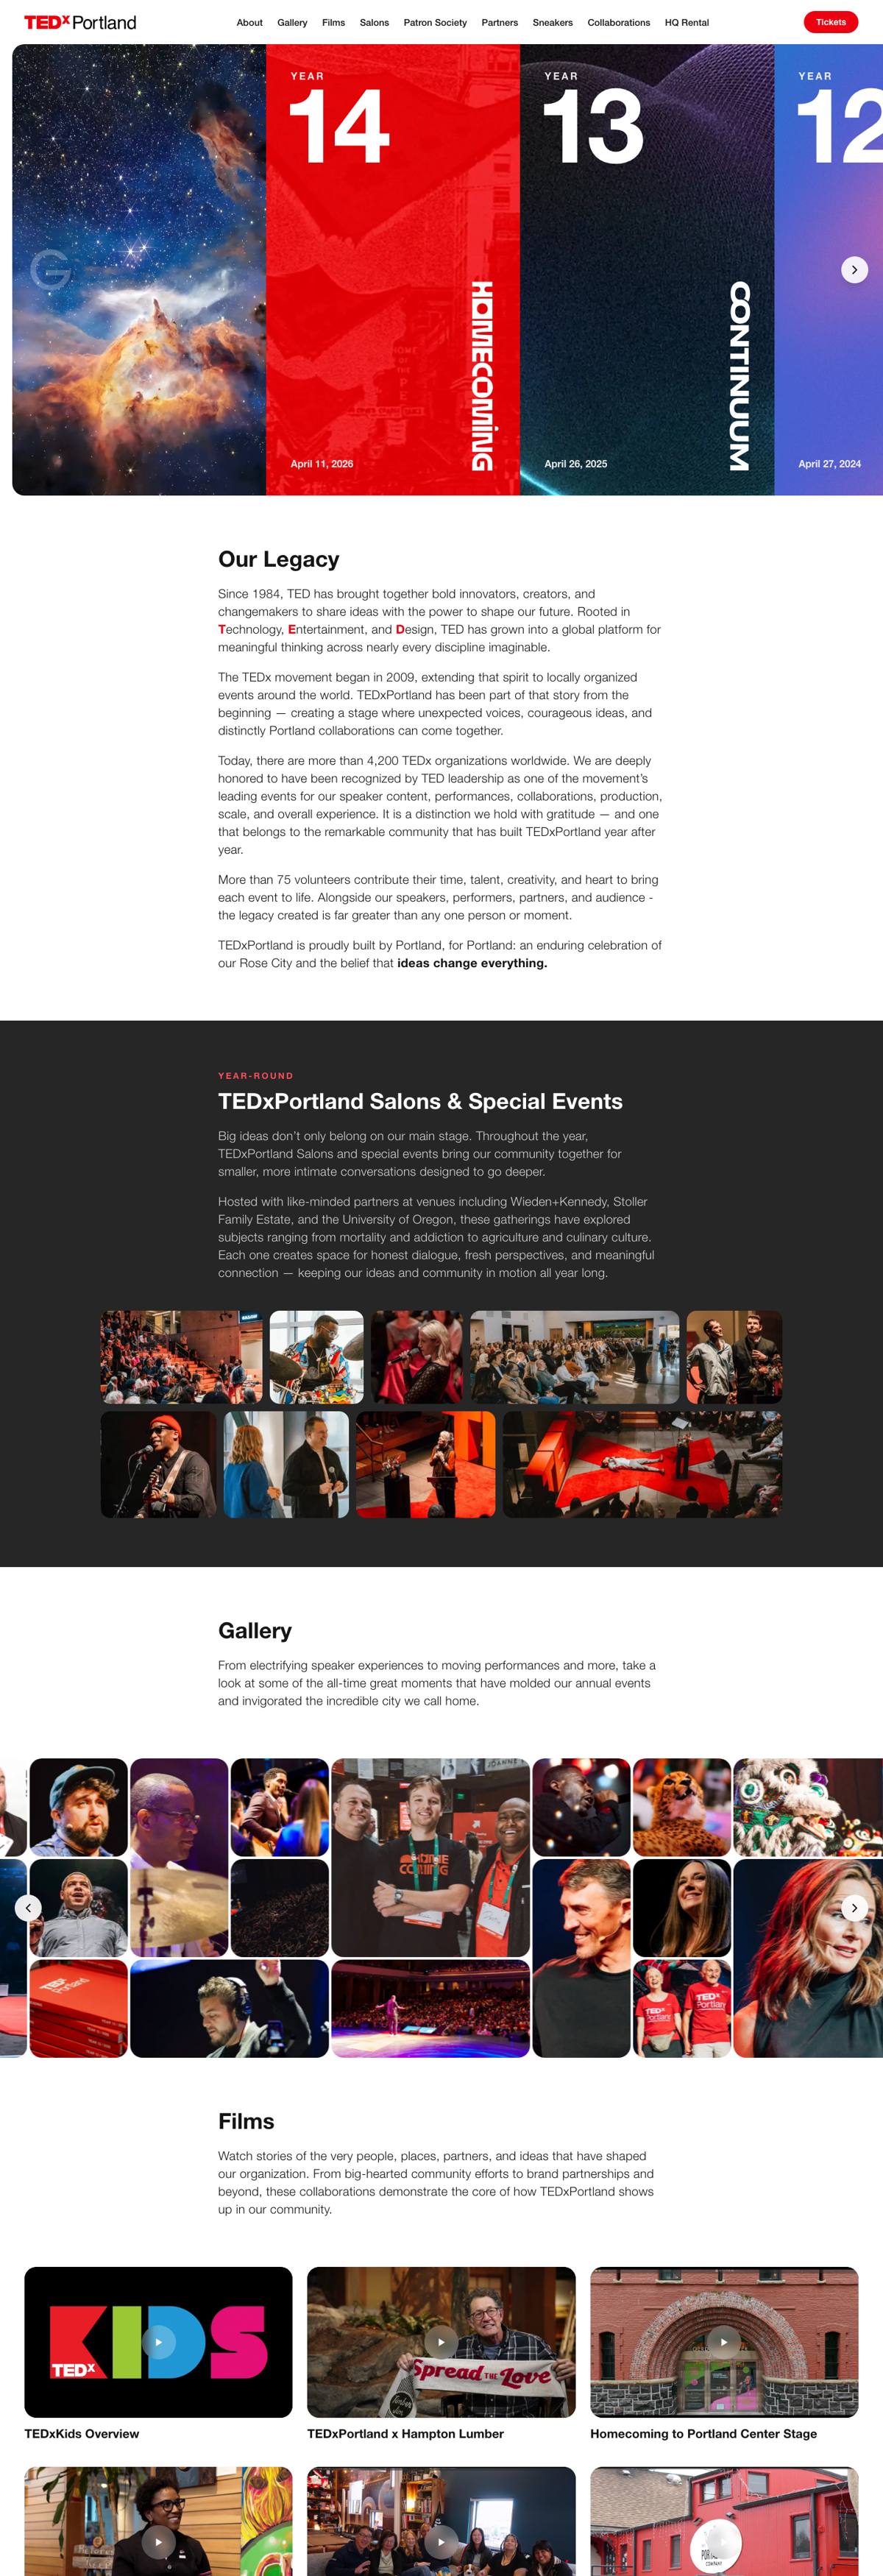 TEDx Portland
About Gallery Films Salons Patron Society Partners Sneakers Collaborations HQ Rental
Tickets
G
YEAR
14
HOMECOMING
April 11, 2026
YEAR
13
CONTINUUM
April 26, 2025
YEAR
12
April 27, 2024
Our Legacy
Since 1984, TED has brought together bold innovators, creators, and
changemakers to share ideas with the power to shape our future. Rooted in
Technology, Entertainment, and Design, TED has grown into a global platform for
meaningful thinking across nearly every discipline imaginable.
The TEDx movement began in 2009, extending that spirit to locally organized
events around the world. TEDxPortland has been part of that story from the
beginning — creating a stage where unexpected voices, courageous ideas, and
distinctly Portland collaborations can come together.
Today, there are more than 4,200 TEDx organizations worldwide. We are deeply
honored to have been recognized by TED leadership as one of the movement’s
leading events for our speaker content, performances, collaborations, production,
scale, and overall experience. It is a distinction we hold with gratitude — and one
that belongs to the remarkable community that has built TEDxPortland year after
year.
More than 75 volunteers contribute their time, talent, creativity, and heart to bring
each event to life. Alongside our speakers, performers, partners, and audience -
the legacy created is far greater than any one person or moment.
TEDxPortland is proudly built by Portland, for Portland: an enduring celebration of
our Rose City and the belief that ideas change everything.
YEAR-ROUND
TEDxPortland Salons & Special Events
Big ideas don’t only belong on our main stage. Throughout the year,
TEDxPortland Salons and special events bring our community together for
smaller, more intimate conversations designed to go deeper.
Hosted with like-minded partners at venues including Wieden+Kennedy, Stoller
Family Estate, and the University of Oregon, these gatherings have explored
subjects ranging from mortality and addiction to agriculture and culinary culture.
Each one creates space for honest dialogue, fresh perspectives, and meaningful
connection — keeping our ideas and community in motion all year long.
Gallery
From electrifying speaker experiences to moving performances and more, take a
look at some of the all-time great moments that have molded our annual events
and invigorated the incredible city we call home.
HOME
COMING
TEDx
Portland
TEDx
Portland
TEDx
Portland
Films
Watch stories of the very people, places, partners, and ideas that have shaped
our organization. From big-hearted community efforts to brand partnerships and
beyond, these collaborations demonstrate the core of how TEDxPortland shows
up in our community.
KIDS
TEDx
Spread THE Love
TEDxKids Overview
TEDxPortland x Hampton Lumber
Homecoming to Portland Center Stage